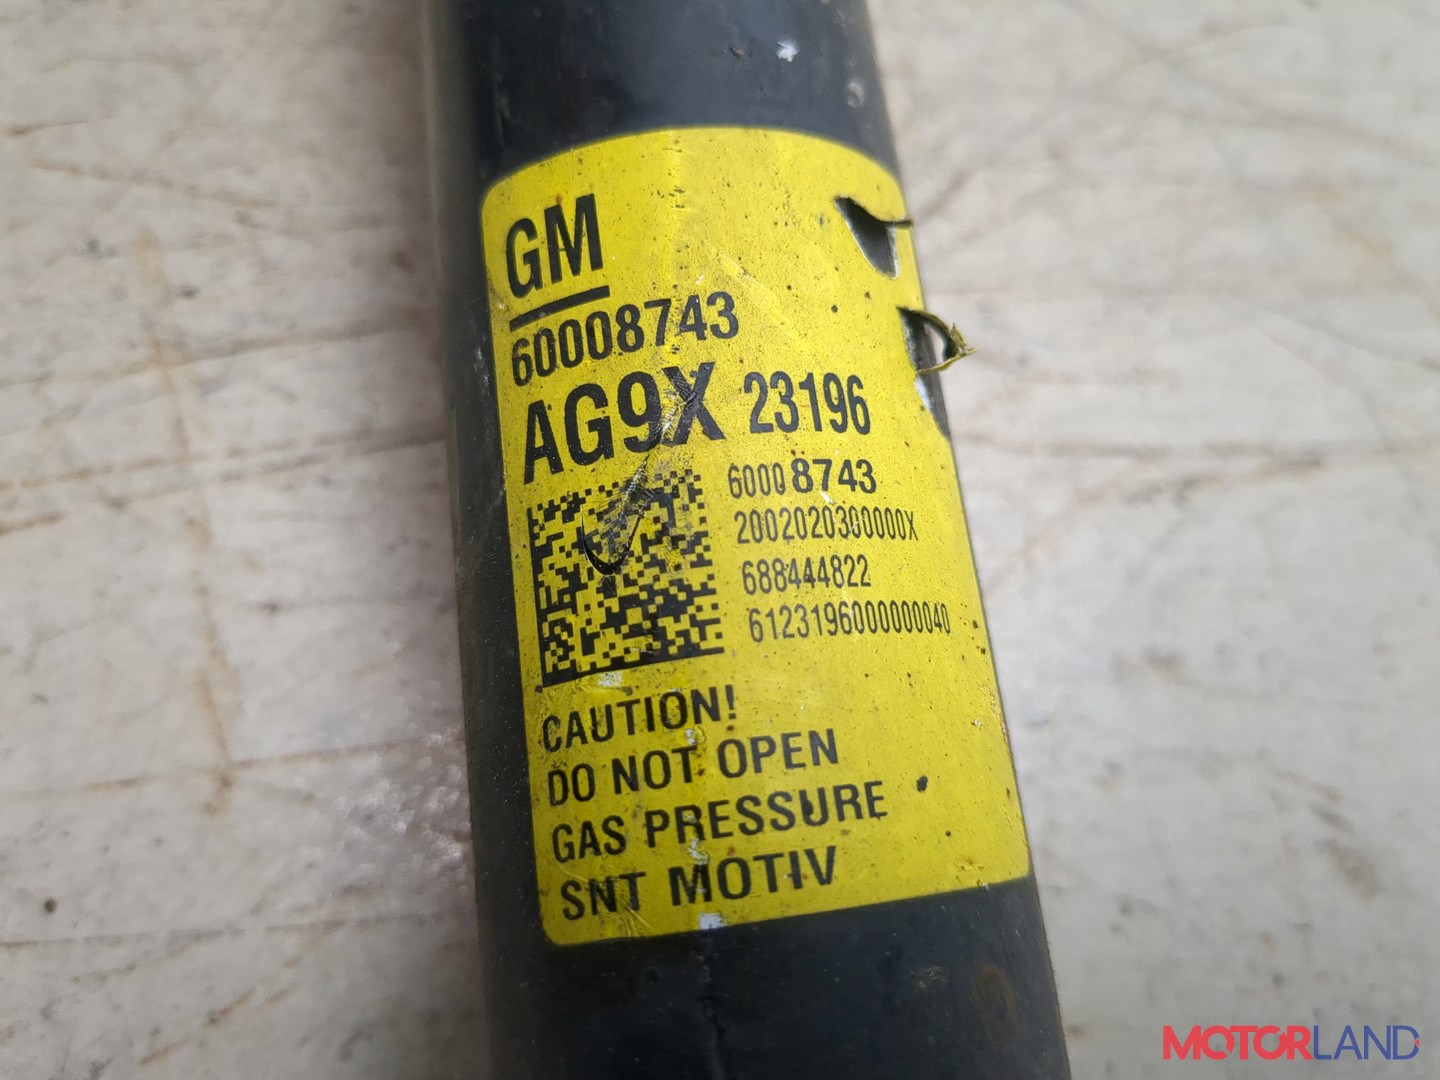 GM
60008743
AG9X 23196
60008743
2002020300000X
688444822
6123196000000040
CAUTION!
DO NOT OPEN
GAS PRESSURE
SNT MOTIV
MOTORLAND